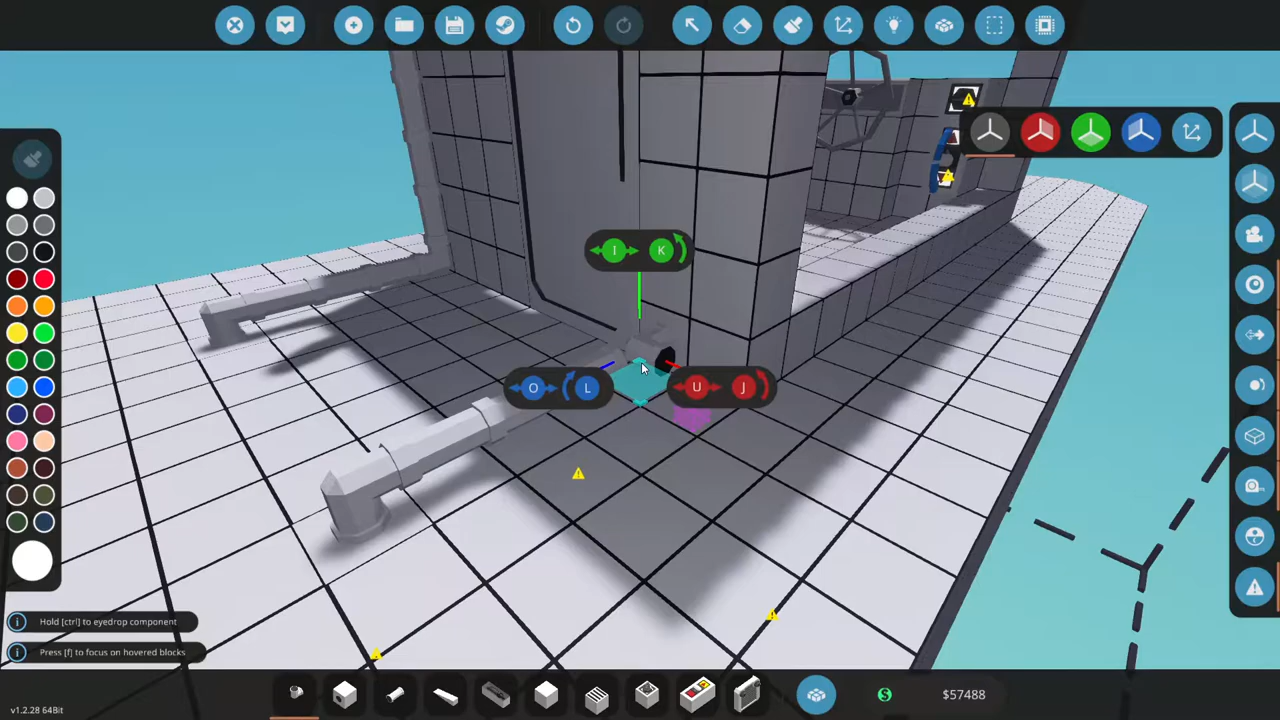 I K
O L
U J
Hold [ctrl] to eyedrop component
Press [f] to focus on hovered blocks
$57488
v1.2.28 64Bit